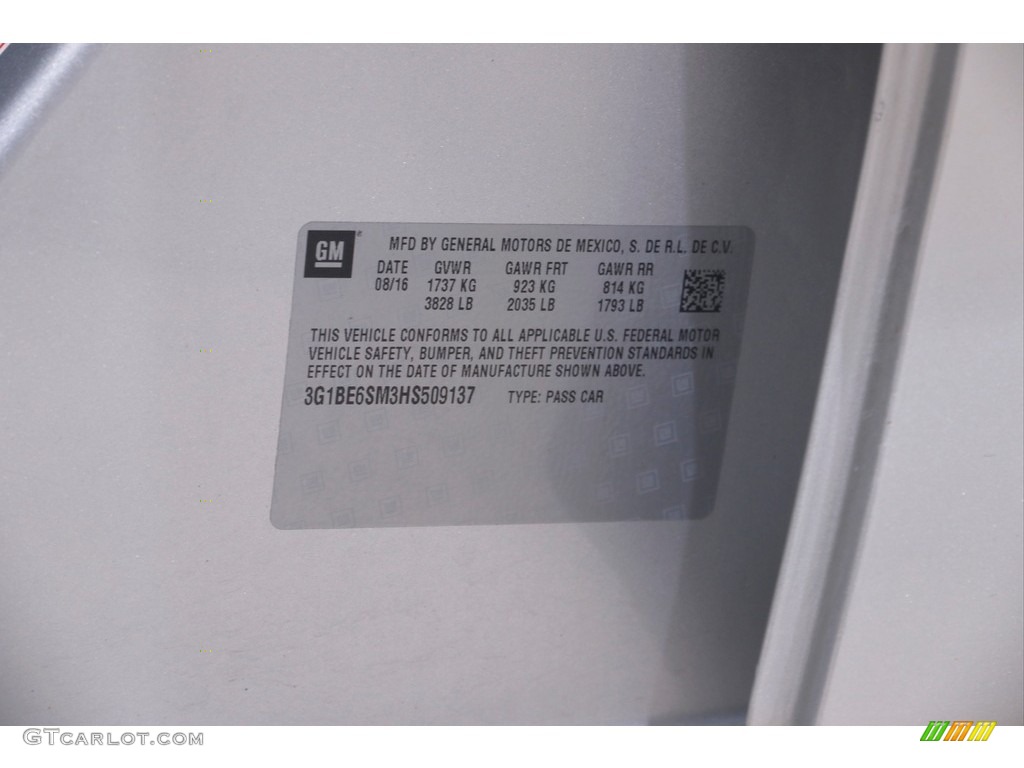 GM®
MFD BY GENERAL MOTORS DE MEXICO, S. DE R.L. DE C.V.
DATE GVWR GAWR FRT GAWR RR
08/16 1737 KG 923 KG 814 KG
3828 LB 2035 LB 1793 LB
THIS VEHICLE CONFORMS TO ALL APPLICABLE U.S. FEDERAL MOTOR
VEHICLE SAFETY, BUMPER, AND THEFT PREVENTION STANDARDS IN
EFFECT ON THE DATE OF MANUFACTURE SHOWN ABOVE.
3G1BE6SM3HS509137 TYPE: PASS CAR
GTCARLOT.COM